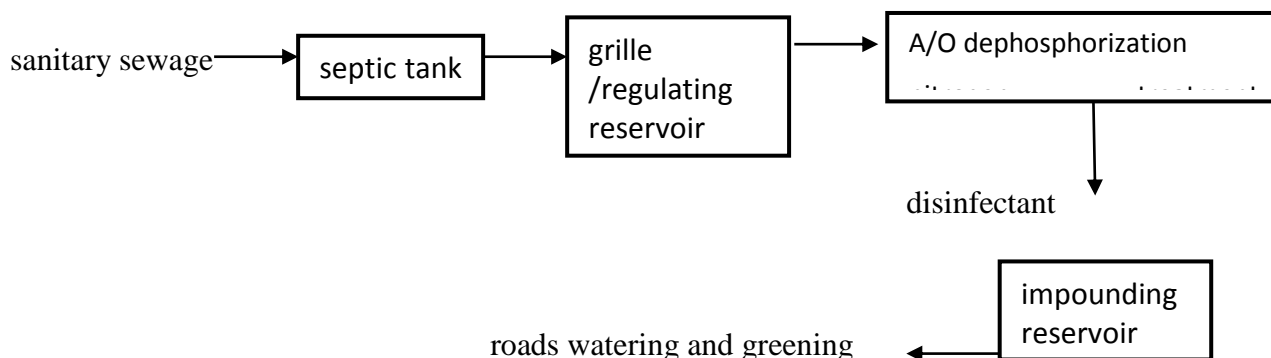 sanitary sewage
septic tank
grille
/regulating
reservoir
A/O dephosphorization
disinfectant
impounding
reservoir
roads watering and greening